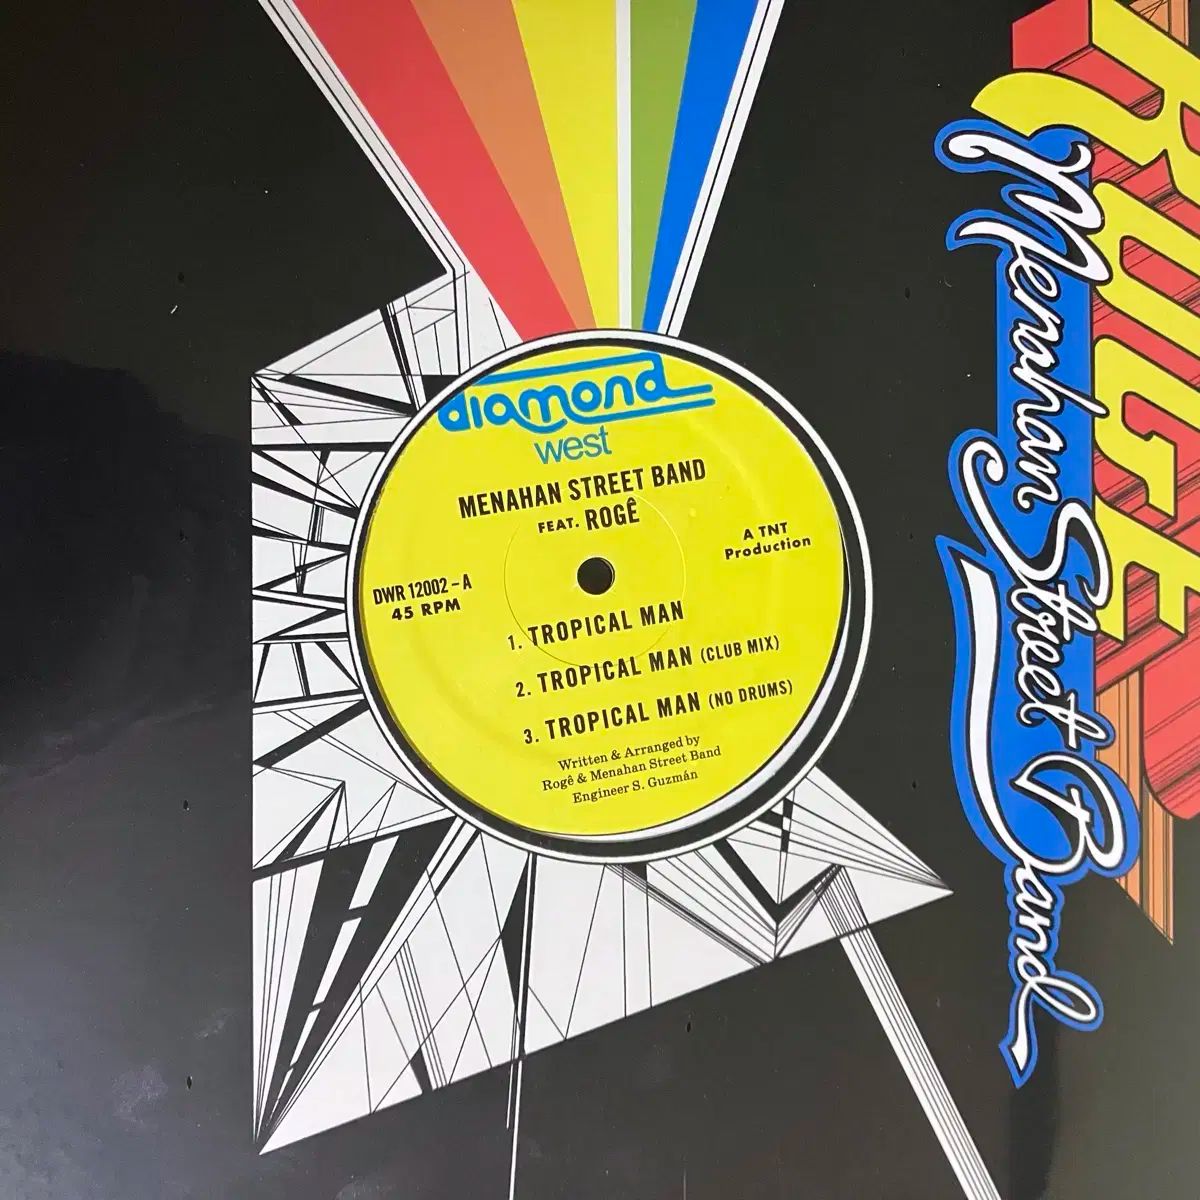 diamond
west
MENAHAN STREET BAND
FEAT. ROGÊ
A TNT
Production
DWR 12002-A
45 RPM
1. TROPICAL MAN
2. TROPICAL MAN (CLUB MIX)
3. TROPICAL MAN (NO DRUMS)
Written & Arranged by
Rogê & Menahan Street Band
Engineer S. Guzmán
ROGÊ
Menahan Street Band